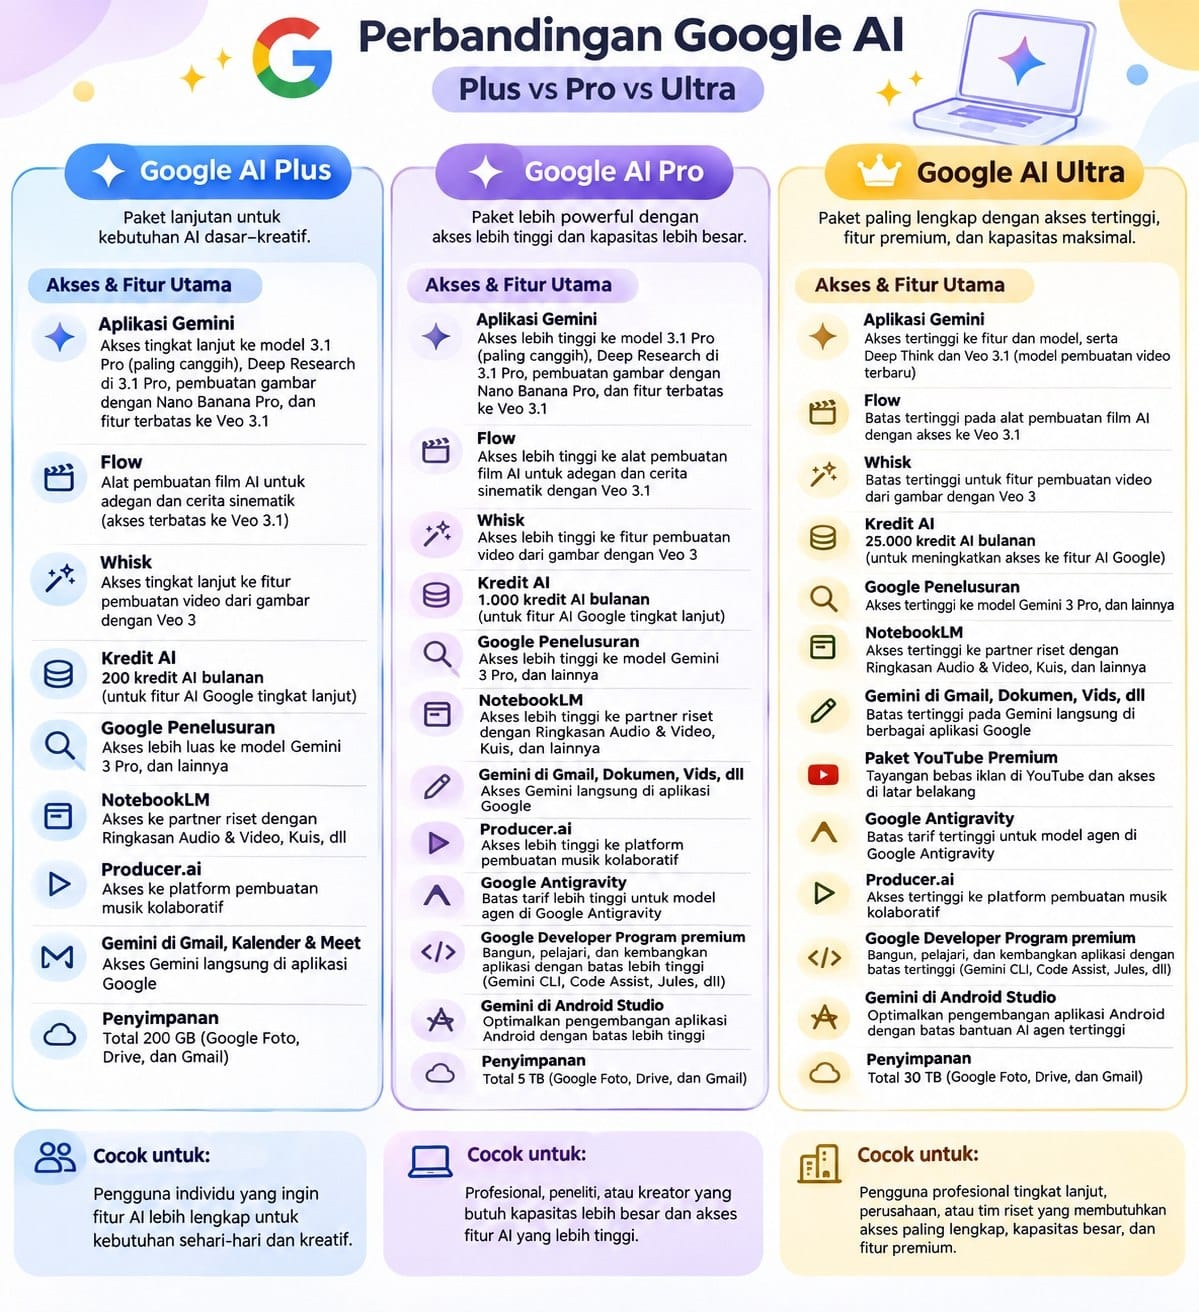 Perbandingan Google AI
Plus vs Pro vs Ultra
Google AI Plus
Paket lanjutan untuk
kebutuhan AI dasar–kreatif.
Akses & Fitur Utama
Aplikasi Gemini
Akses tingkat lanjut ke model 3.1
Pro (paling canggih), Deep Research
di 3.1 Pro, pembuatan gambar
dengan Nano Banana Pro, dan
fitur terbatas ke Veo 3.1
Flow
Alat pembuatan film AI untuk
adegan dan cerita sinematik
(akses terbatas ke Veo 3.1)
Whisk
Akses tingkat lanjut ke fitur
pembuatan video dari gambar
dengan Veo 3
Kredit AI
200 kredit AI bulanan
(untuk fitur AI Google tingkat lanjut)
Google Penelusuran
Akses lebih luas ke model Gemini
3 Pro, dan lainnya
NotebookLM
Akses ke partner riset dengan
Ringkasan Audio & Video, Kuis, dll
Producer.ai
Akses ke platform pembuatan
musik kolaboratif
Gemini di Gmail, Kalender & Meet
Akses Gemini langsung di aplikasi
Google
Penyimpanan
Total 200 GB (Google Foto,
Drive, dan Gmail)
Cocok untuk:
Pengguna individu yang ingin
fitur AI lebih lengkap untuk
kebutuhan sehari-hari dan kreatif.
Google AI Pro
Paket lebih powerful dengan
akses lebih tinggi dan kapasitas lebih besar.
Akses & Fitur Utama
Aplikasi Gemini
Akses lebih tinggi ke model 3.1 Pro
(paling canggih), Deep Research di
3.1 Pro, pembuatan gambar dengan
Nano Banana Pro, dan fitur terbatas
ke Veo 3.1
Flow
Akses lebih tinggi ke alat pembuatan
film AI untuk adegan dan cerita
sinematik dengan Veo 3.1
Whisk
Akses lebih tinggi ke fitur pembuatan
video dari gambar dengan Veo 3
Kredit AI
1.000 kredit AI bulanan
(untuk fitur AI Google tingkat lanjut)
Google Penelusuran
Akses lebih tinggi ke model Gemini
3 Pro, dan lainnya
NotebookLM
Akses lebih tinggi ke partner riset
dengan Ringkasan Audio & Video,
Kuis, dan lainnya
Gemini di Gmail, Dokumen, Vids, dll
Akses Gemini langsung di aplikasi
Google
Producer.ai
Akses lebih tinggi ke platform
pembuatan musik kolaboratif
Google Antigravity
Batas tarif lebih tinggi untuk model
agen di Google Antigravity
Google Developer Program premium
Bangun, pelajari, dan kembangkan
aplikasi dengan batas lebih tinggi
(Gemini CLI, Code Assist, Jules, dll)
Gemini di Android Studio
Optimalkan pengembangan aplikasi
Android dengan batas lebih tinggi
Penyimpanan
Total 5 TB (Google Foto, Drive, dan Gmail)
Cocok untuk:
Profesional, peneliti, atau kreator yang
butuh kapasitas lebih besar dan akses
fitur AI yang lebih tinggi.
Google AI Ultra
Paket paling lengkap dengan akses tertinggi,
fitur premium, dan kapasitas maksimal.
Akses & Fitur Utama
Aplikasi Gemini
Akses tertinggi ke fitur dan model, serta
Deep Think dan Veo 3.1 (model pembuatan video
terbaru)
Flow
Batas tertinggi pada alat pembuatan film AI
dengan akses ke Veo 3.1
Whisk
Batas tertinggi untuk fitur pembuatan video
dari gambar dengan Veo 3
Kredit AI
25.000 kredit AI bulanan
(untuk meningkatkan akses ke fitur AI Google)
Google Penelusuran
Akses tertinggi ke model Gemini 3 Pro, dan lainnya
NotebookLM
Akses tertinggi ke partner riset dengan
Ringkasan Audio & Video, Kuis, dan lainnya
Gemini di Gmail, Dokumen, Vids, dll
Batas tertinggi pada Gemini langsung di
berbagai aplikasi Google
Paket YouTube Premium
Tayangan bebas iklan di YouTube dan akses
di latar belakang
Google Antigravity
Batas tarif tertinggi untuk model agen di
Google Antigravity
Producer.ai
Akses tertinggi ke platform pembuatan musik
kolaboratif
Google Developer Program premium
Bangun, pelajari, dan kembangkan aplikasi dengan
batas tertinggi (Gemini CLI, Code Assist, Jules, dll)
Gemini di Android Studio
Optimalkan pengembangan aplikasi Android
dengan batas bantuan AI agen tertinggi
Penyimpanan
Total 30 TB (Google Foto, Drive, dan Gmail)
Cocok untuk:
Pengguna profesional tingkat lanjut,
perusahaan, atau tim riset yang membutuhkan
akses paling lengkap, kapasitas besar, dan
fitur premium.